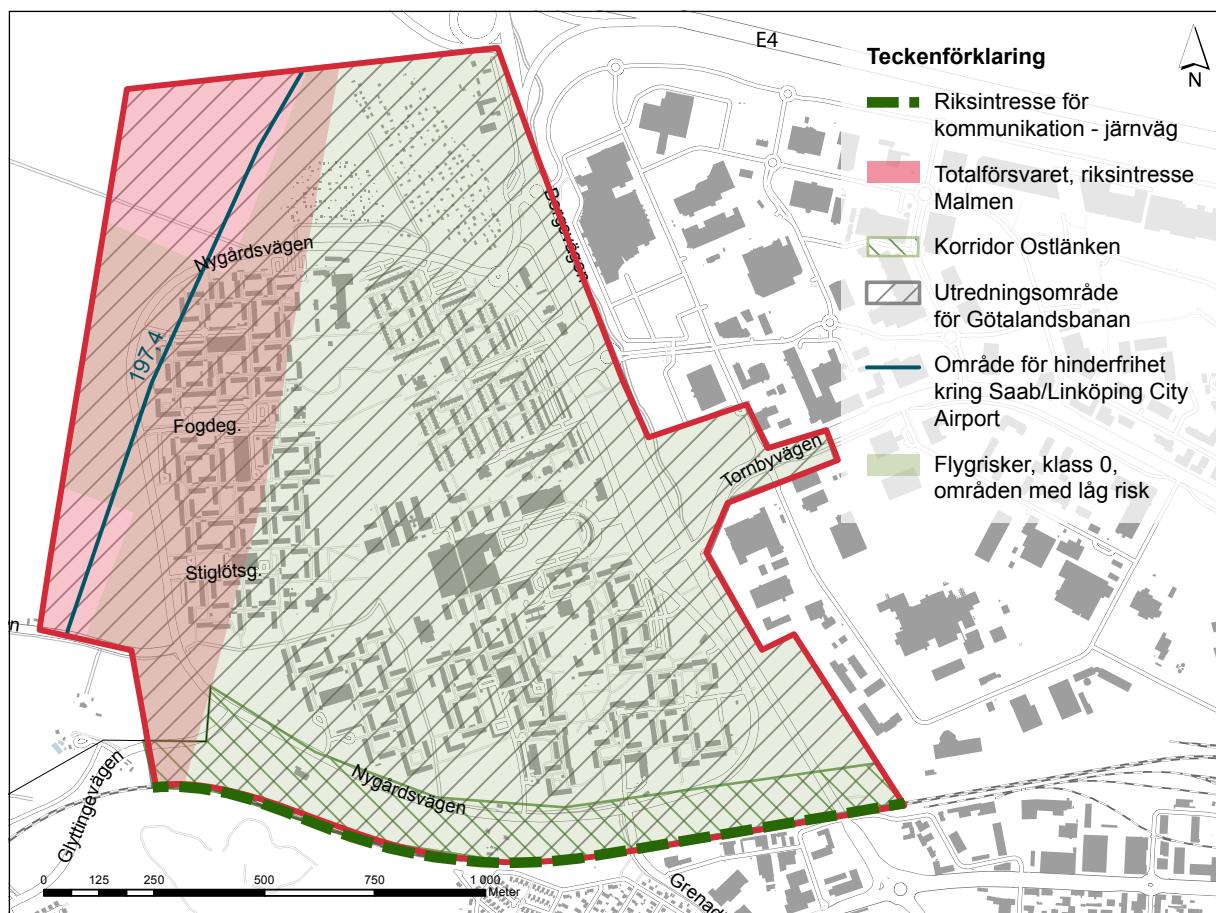 E4
N
Teckenförklaring
Riksintresse för
kommunikation - järnväg
Totalförsvaret, riksintresse
Malmen
Korridor Ostlänken
Utredningsområde
för Götalandsbanan
Område för hinderfrihet
kring Saab/Linköping City
Airport
Flygrisker, klass 0,
områden med låg risk
Bergsvägen
Nygårdsvägen
197,4
Fogdeg.
Tornbyvägen
Stiglötsg.
Nygårdsvägen
Glyttingevägen
0 125 250 500 750 1 000
Meter